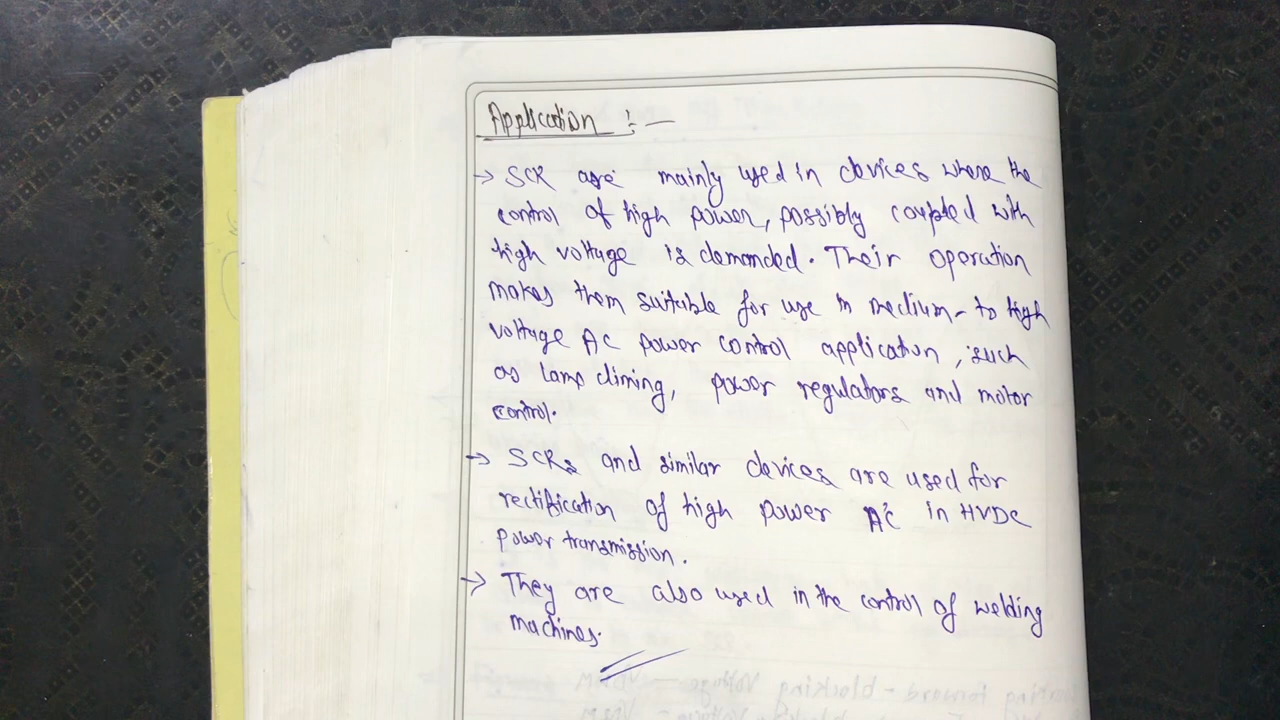 Application :-
→ SCR are mainly used in devices where the
control of high power, possibly coupled with
high voltage is demanded. Their operation
makes them suitable for use in medium- to high
voltage AC power control application, such
as lamp diming, power regulators and motor
control.
→ SCRs and similar devices are used for
rectification of high power AC in HVDC
power transmission.
→ They are also used in the control of welding
machines.